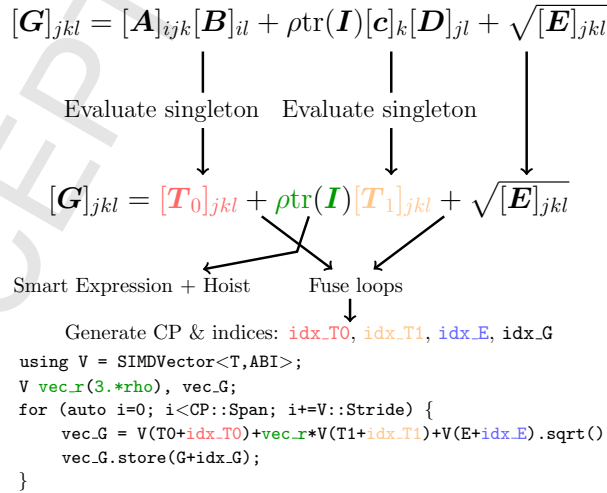 [G]_{jkl} = [A]_{ijk}[B]_{il} + ρtr(I)[c]_k[D]_{jl} + √[E]_{jkl}
Evaluate singleton Evaluate singleton
[G]_{jkl} = [T_0]_{jkl} + ρtr(I)[T_1]_{jkl} + √[E]_{jkl}
Smart Expression + Hoist Fuse loops
Generate CP & indices: idx_T0, idx_T1, idx_E, idx_G
using V = SIMDVector<T,ABI>;
V vec_r(3.*rho), vec_G;
for (auto i=0; i<CP::Span; i+=V::Stride) {
vec_G = V(T0+idx_T0)+vec_r*V(T1+idx_T1)+V(E+idx_E).sqrt()
vec_G.store(G+idx_G);
}